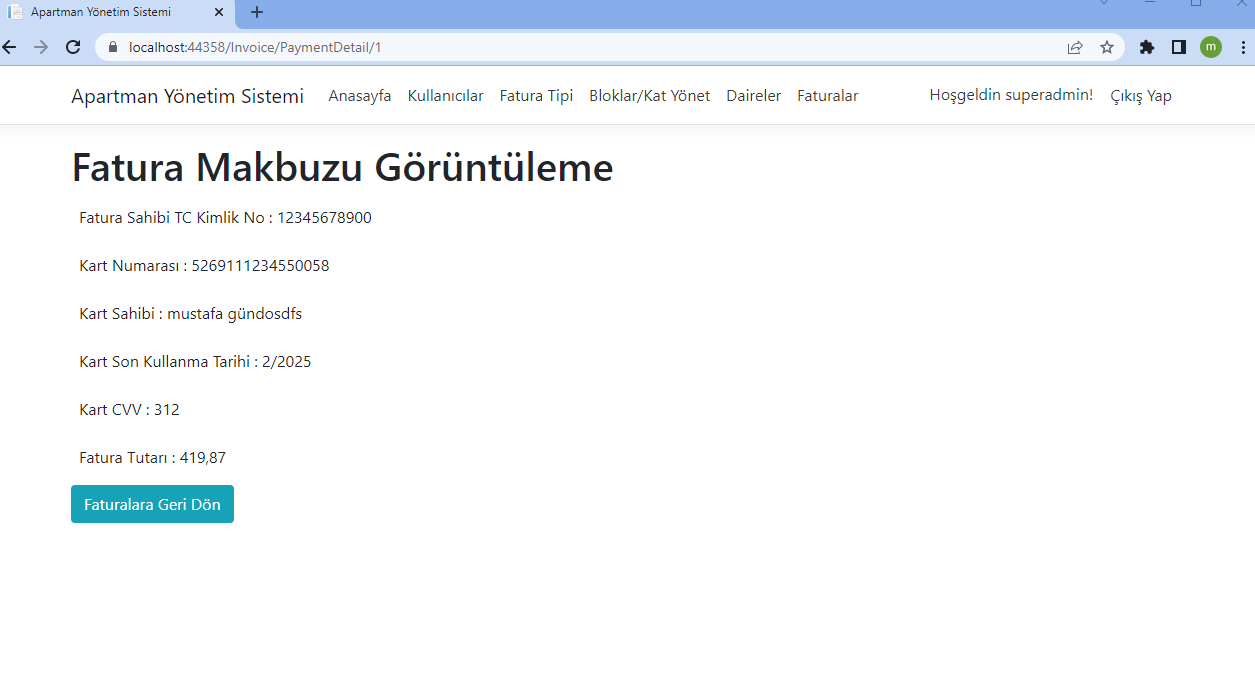 Apartman Yönetim Sistemi
localhost:44358/Invoice/PaymentDetail/1
m
Apartman Yönetim Sistemi Anasayfa Kullanıcılar Fatura Tipi Bloklar/Kat Yönet Daireler Faturalar Hoşgeldin superadmin! Çıkış Yap
Fatura Makbuzu Görüntüleme
Fatura Sahibi TC Kimlik No : 12345678900
Kart Numarası : 5269111234550058
Kart Sahibi : mustafa gündosdfs
Kart Son Kullanma Tarihi : 2/2025
Kart CVV : 312
Fatura Tutarı : 419,87
Faturalara Geri Dön